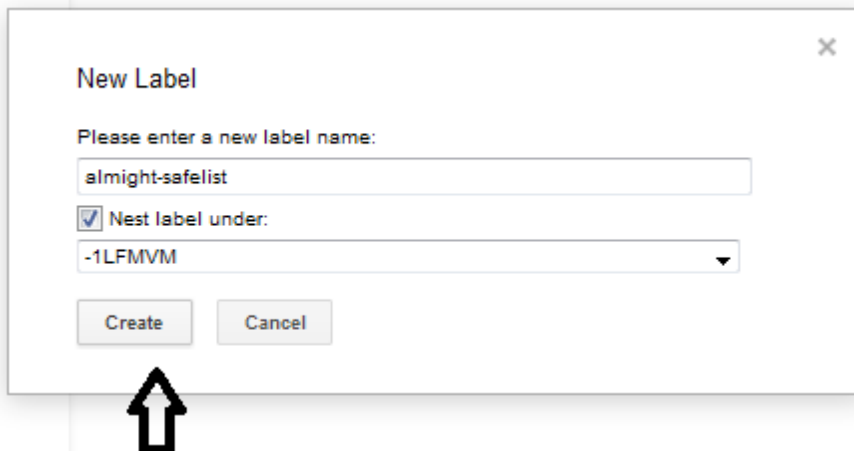 New Label
Please enter a new label name:
almight-safelist
Nest label under:
-1LFMVM
Create Cancel